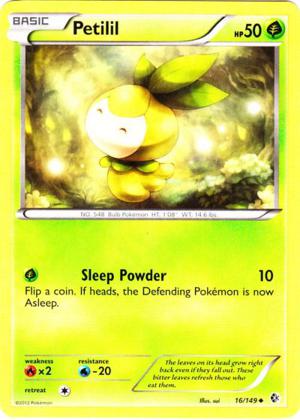 BASIC
Petilil
HP50
NO. 548 Bulb Pokémon HT. 1'08" WT. 14.6 lbs.
Sleep Powder 10
Flip a coin. If heads, the Defending Pokémon is now
Asleep.
weakness
×2
resistance
-20
retreat
The leaves on its head grow right
back even if they fall out. These
bitter leaves refresh those who
eat them.
©2012 Pokémon
Illus. sui
16/149